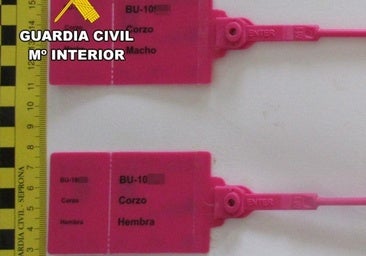 GUARDIA CIVIL
Mº INTERIOR
BU-10
Corzo
Macho
ENTER
BU-10
Corzo
Hembra
BU-10
Corzo
Hembra
ENTER
GUARDIA CIVIL - SEPRONA